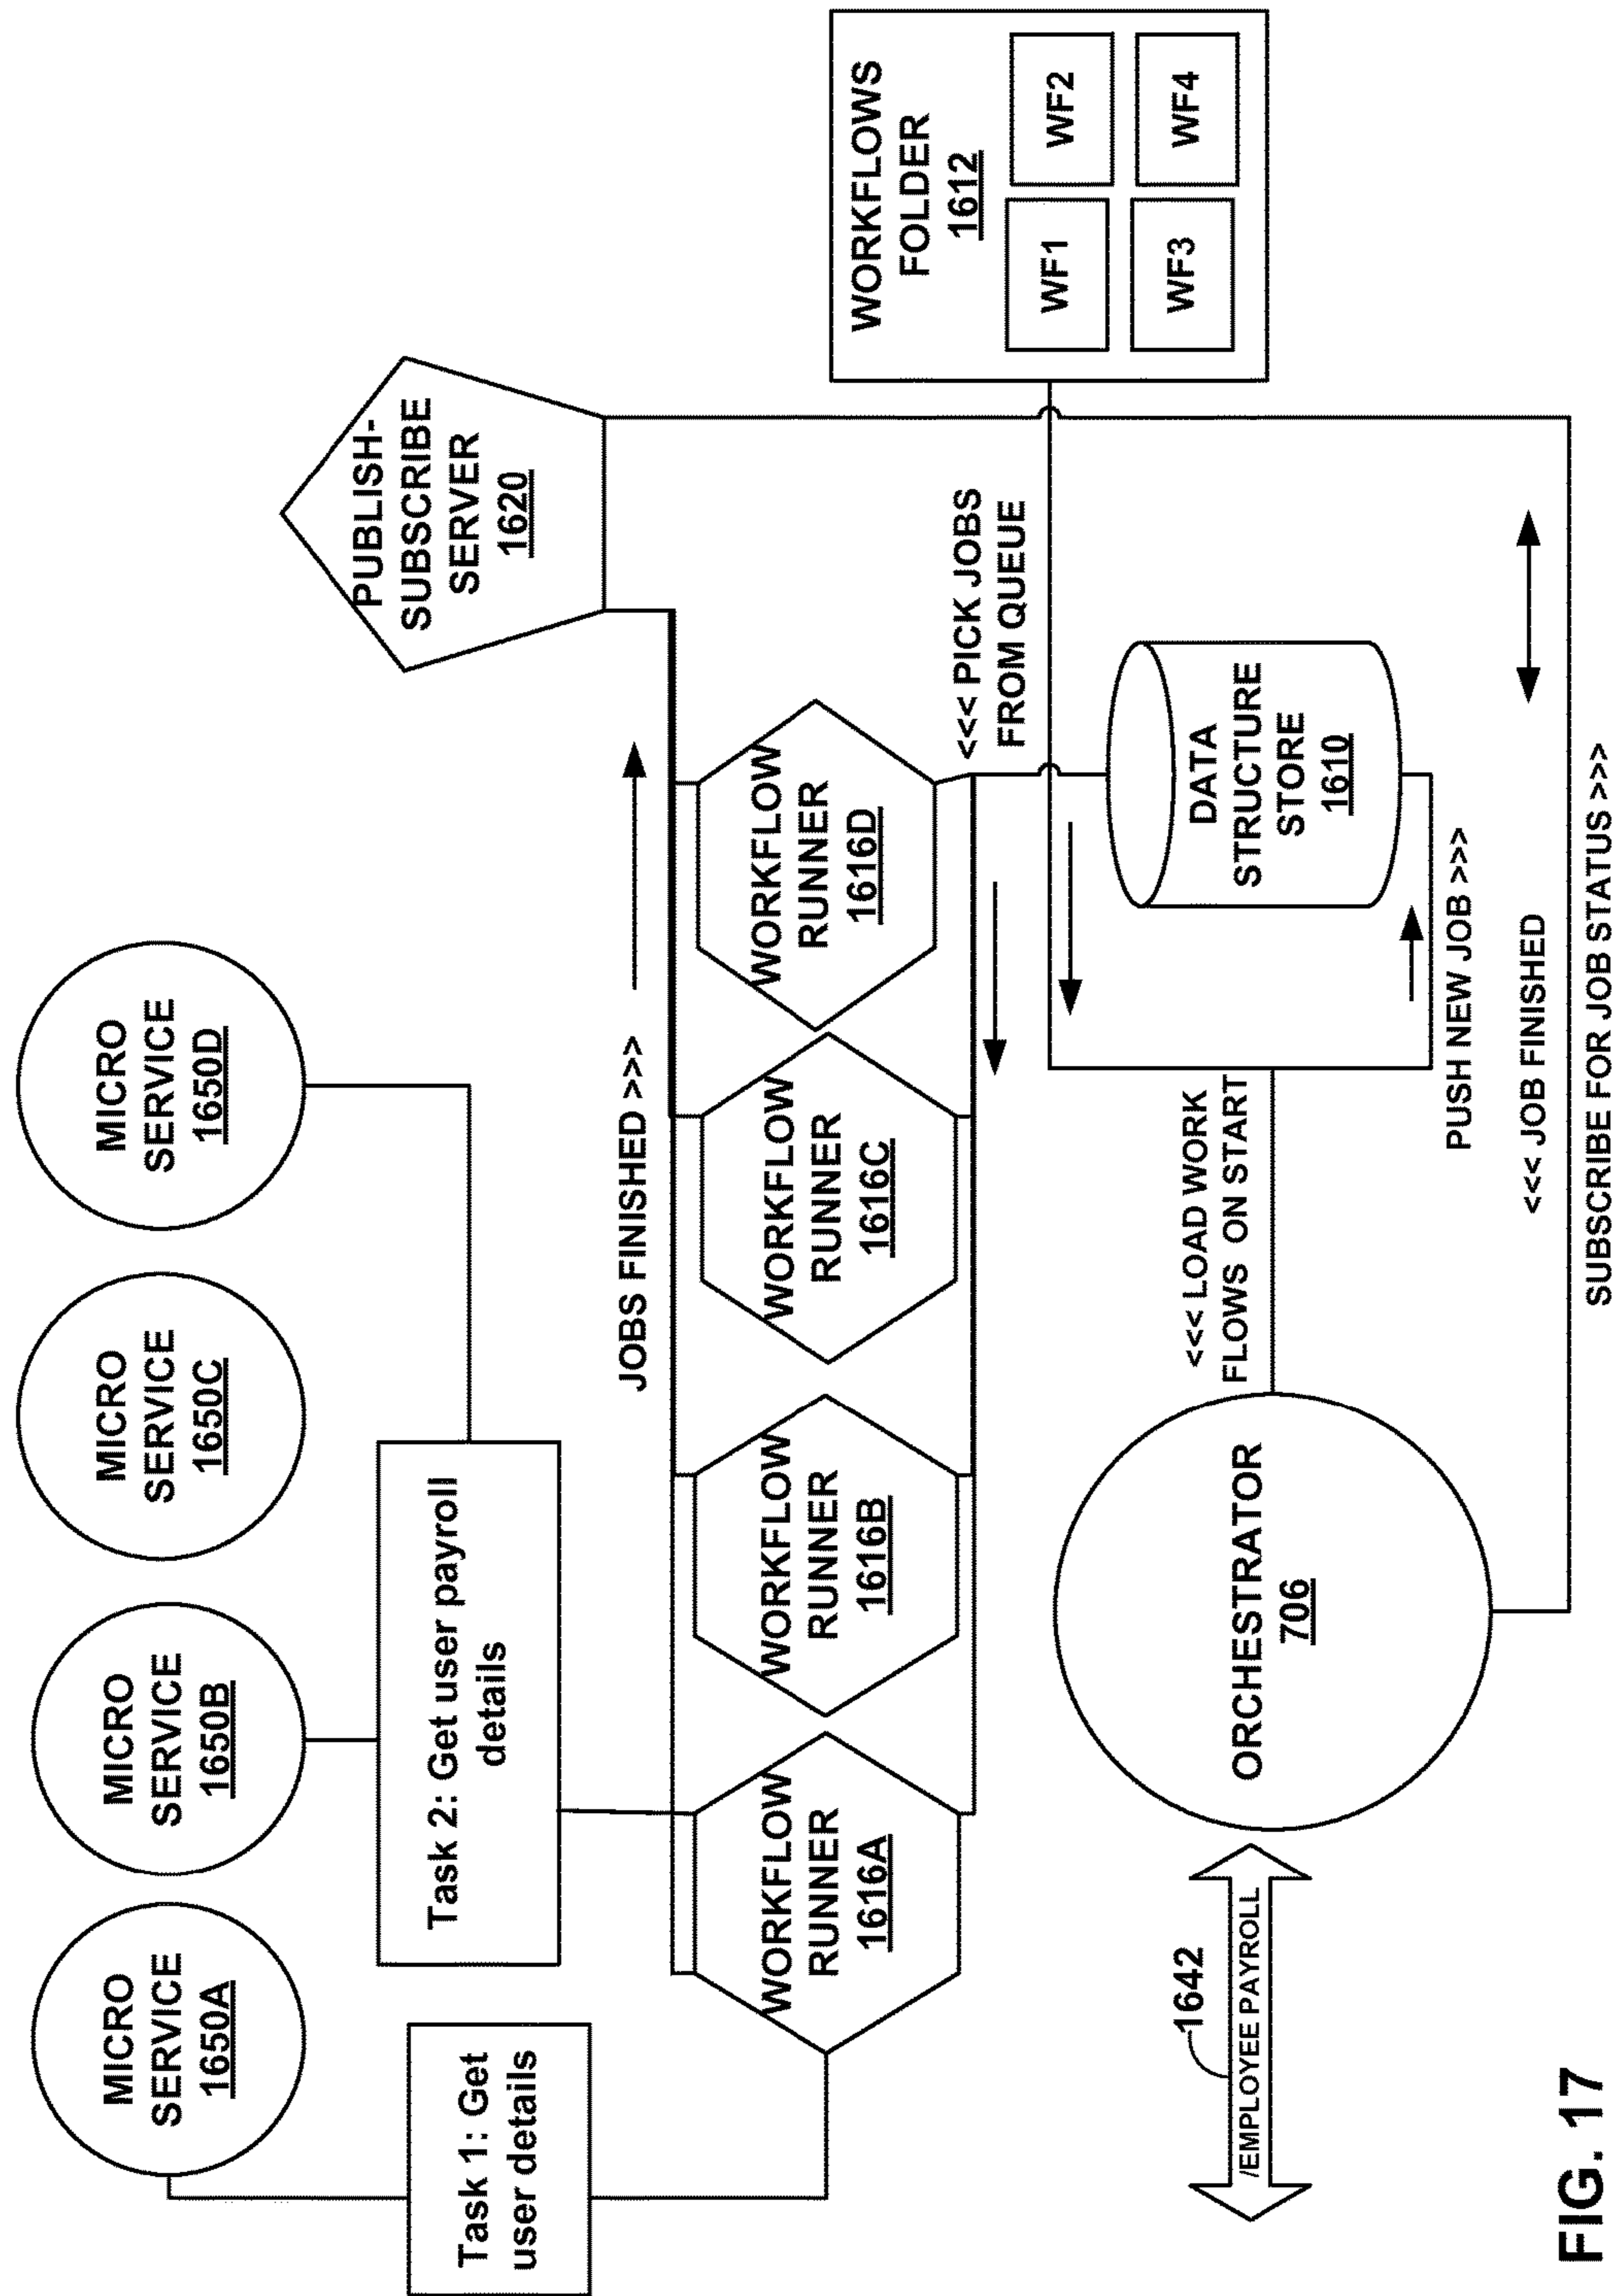 MICRO
SERVICE
1650A
MICRO
SERVICE
1650B
MICRO
SERVICE
1650C
MICRO
SERVICE
1650D
Task 1: Get
user details
Task 2: Get user payroll
details
PUBLISH-
SUBSCRIBE
SERVER
1620
JOBS FINISHED >>>
WORKFLOW
RUNNER
1616A
WORKFLOW
RUNNER
1616B
WORKFLOW
RUNNER
1616C
WORKFLOW
RUNNER
1616D
<<< PICK JOBS
FROM QUEUE
WORKFLOWS
FOLDER
1612
WF1
WF2
WF3
WF4
1642
/EMPLOYEE PAYROLL
ORCHESTRATOR
706
<<< LOAD WORK
FLOWS ON START
DATA
STRUCTURE
STORE
1610
PUSH NEW JOB >>>
<<< JOB FINISHED
SUBSCRIBE FOR JOB STATUS >>>
FIG. 17